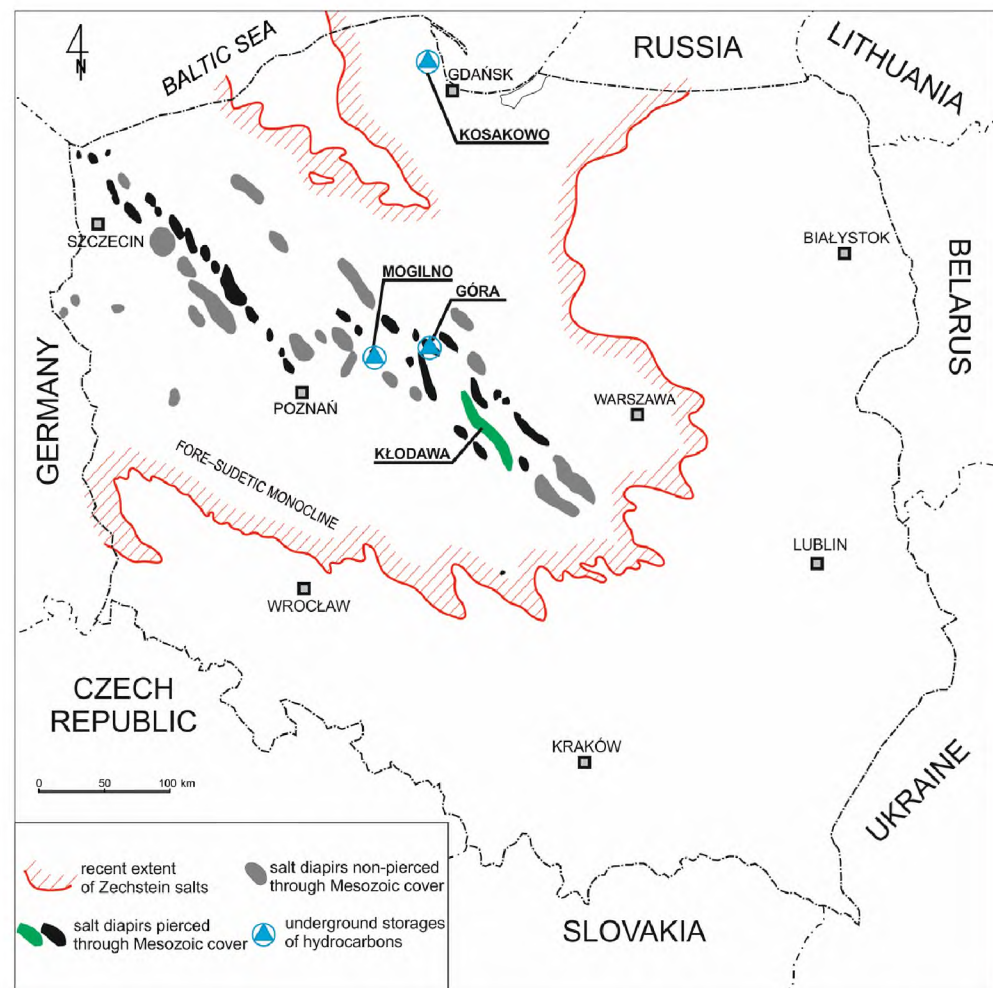 RUSSIA
LITHUANIA
BALTIC SEA
N
GDAŃSK
KOSAKOWO
SZCZECIN
BIAŁYSTOK
MOGILNO
GÓRA
BELARUS
GERMANY
POZNAŃ
WARSZAWA
KŁODAWA
FORE-SUDETIC MONOCLINE
LUBLIN
WROCŁAW
CZECH
REPUBLIC
KRAKÓW
UKRAINE
0 50 100 km
SLOVAKIA
recent extent
of Zechstein salts
salt diapirs non-pierced
through Mesozoic cover
salt diapirs pierced
through Mesozoic cover
underground storages
of hydrocarbons